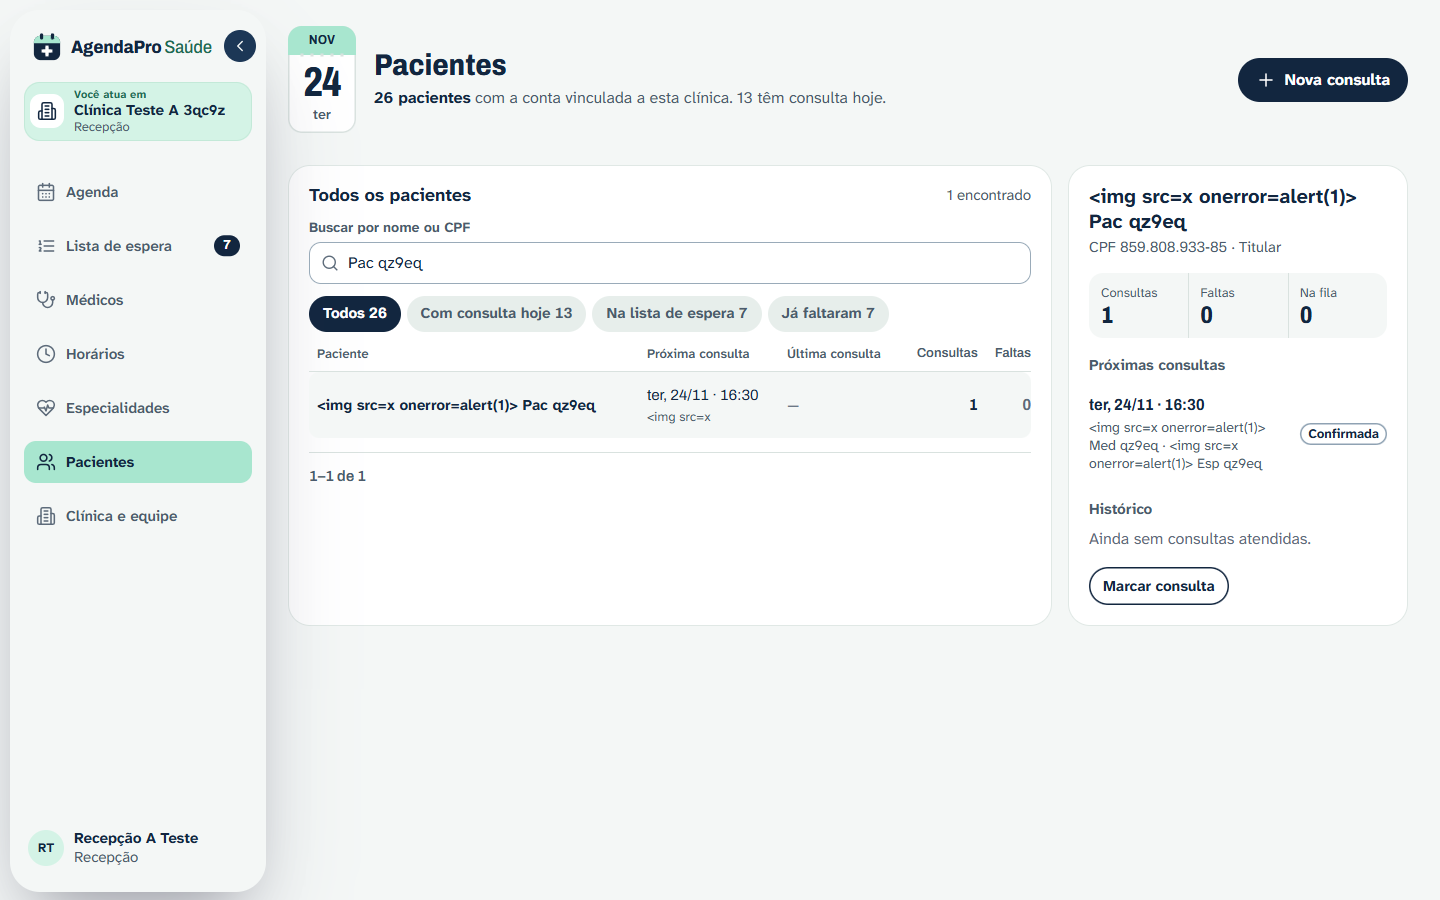 AgendaPro Saúde
Você atua em
Clínica Teste A 3qc9z
Recepção
Agenda
Lista de espera 7
Médicos
Horários
Especialidades
Pacientes
Clínica e equipe
RT
Recepção A Teste
Recepção
NOV
24
ter
Pacientes
26 pacientes com a conta vinculada a esta clínica. 13 têm consulta hoje.
Nova consulta
Todos os pacientes
1 encontrado
Buscar por nome ou CPF
Pac qz9eq
Todos 26
Com consulta hoje 13
Na lista de espera 7
Já faltaram 7
Paciente Próxima consulta Última consulta Consultas Faltas
<img src=x onerror=alert(1)> Pac qz9eq
ter, 24/11 · 16:30
<img src=x
—
1
0
1–1 de 1
<img src=x onerror=alert(1)>
Pac qz9eq
CPF 859.808.933-85 · Titular
Consultas Faltas Na fila
1 0 0
Próximas consultas
ter, 24/11 · 16:30
<img src=x onerror=alert(1)>
Med qz9eq · <img src=x
onerror=alert(1)> Esp qz9eq
Confirmada
Histórico
Ainda sem consultas atendidas.
Marcar consulta